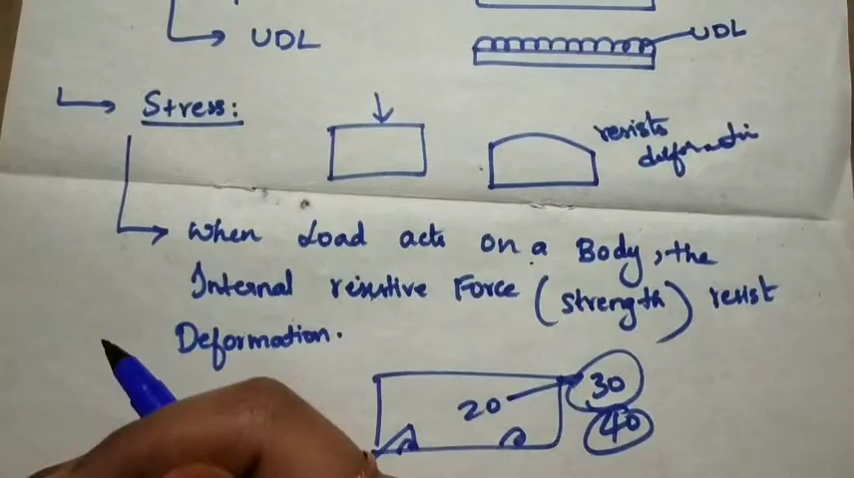 UDL
UDL
Stress:
resists
When Load acts on a Body, the
Internal resistive Force (strength) resist
Deformation.
20
30
40